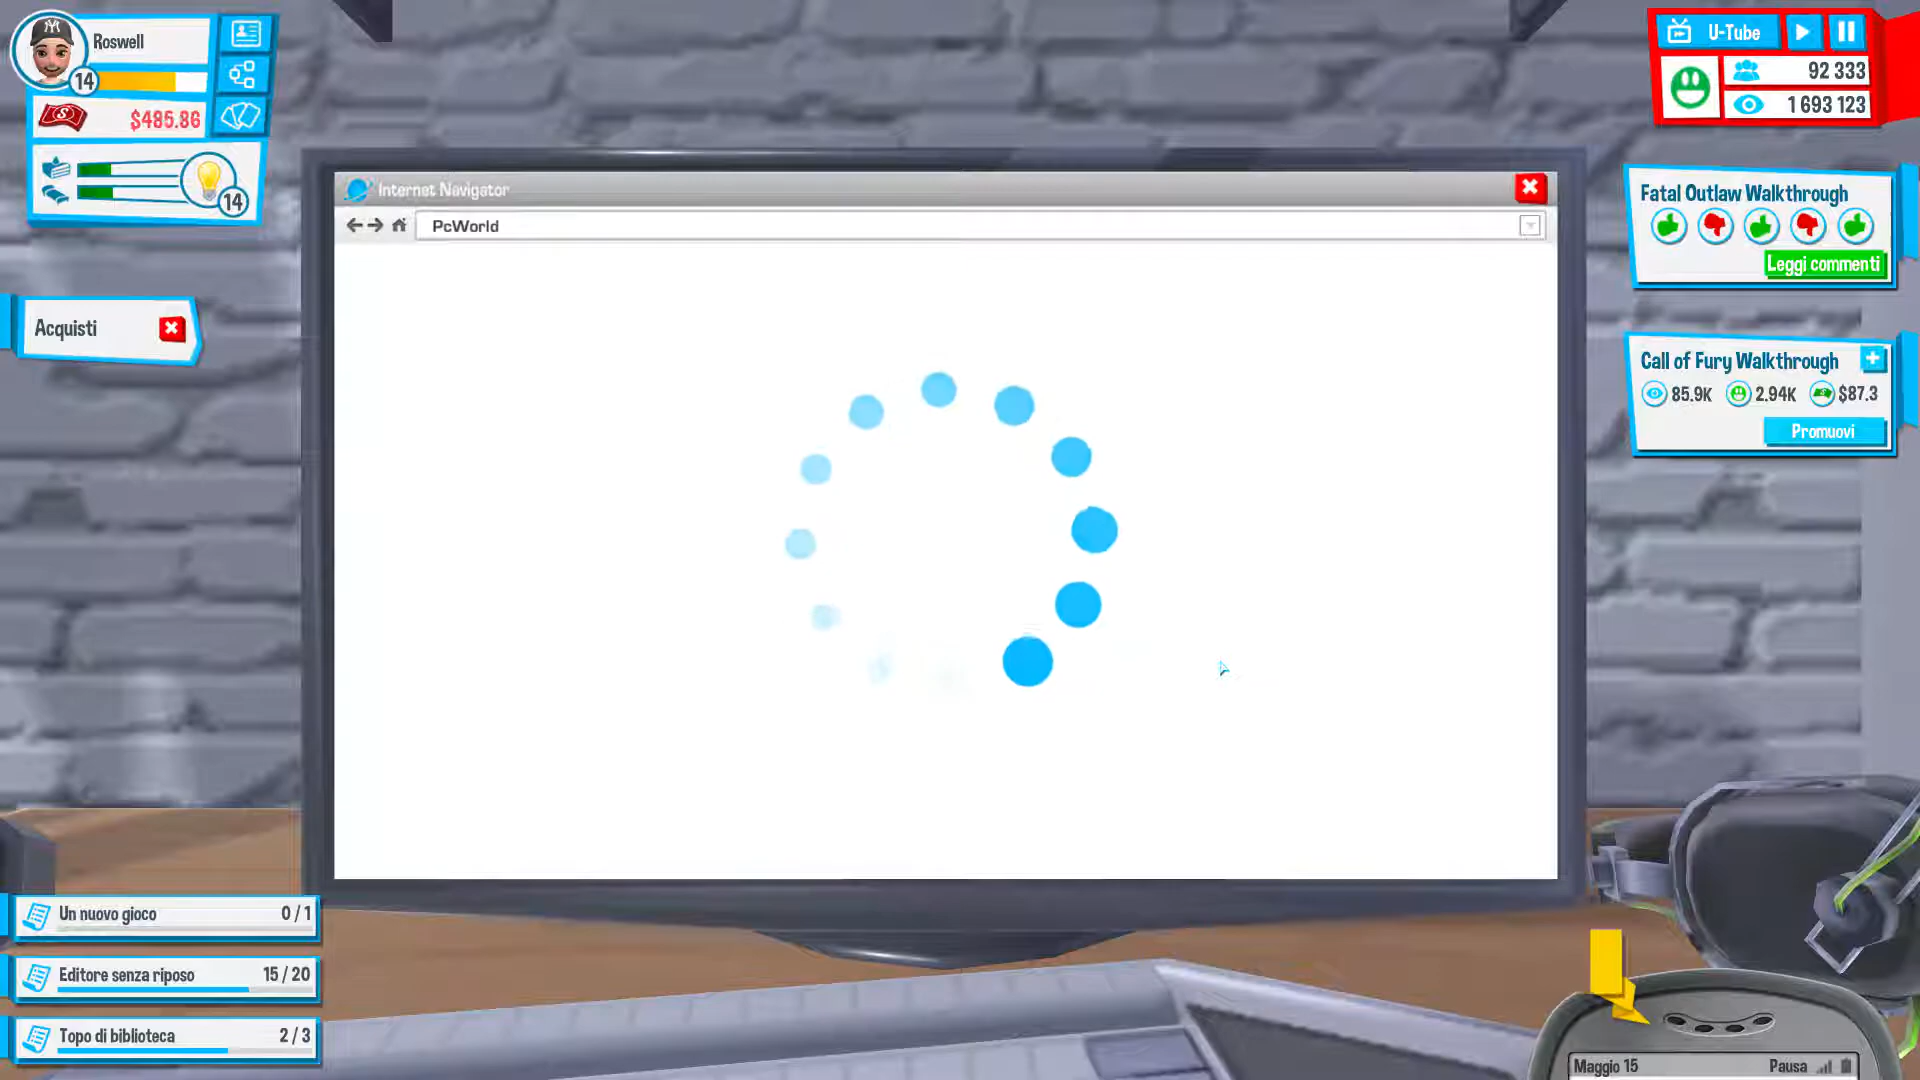 Roswell
14
$485.86
14
U-Tube
92 333
1 693 123
Internet Navigator
PcWorld
Fatal Outlaw Walkthrough
Leggi commenti
Acquisti
Call of Fury Walkthrough
85.9K 2.94K $87.3
Promuovi
Un nuovo gioco 0 / 1
Editore senza riposo 15 / 20
Topo di biblioteca 2 / 3
Maggio 15 Pausa